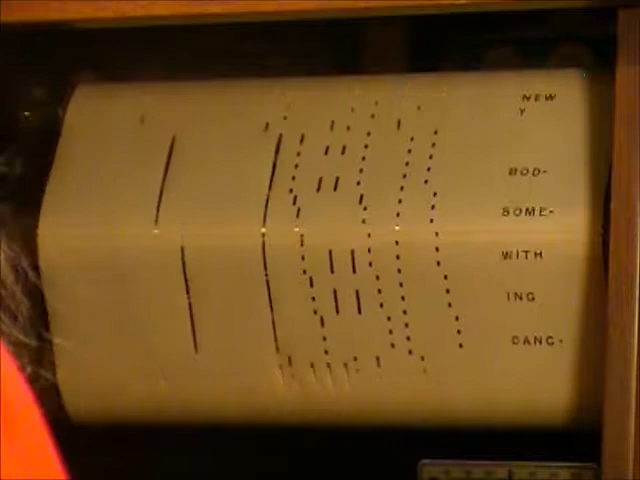 NEW
Y
BOD-
SOME-
WITH
ING
DANC-